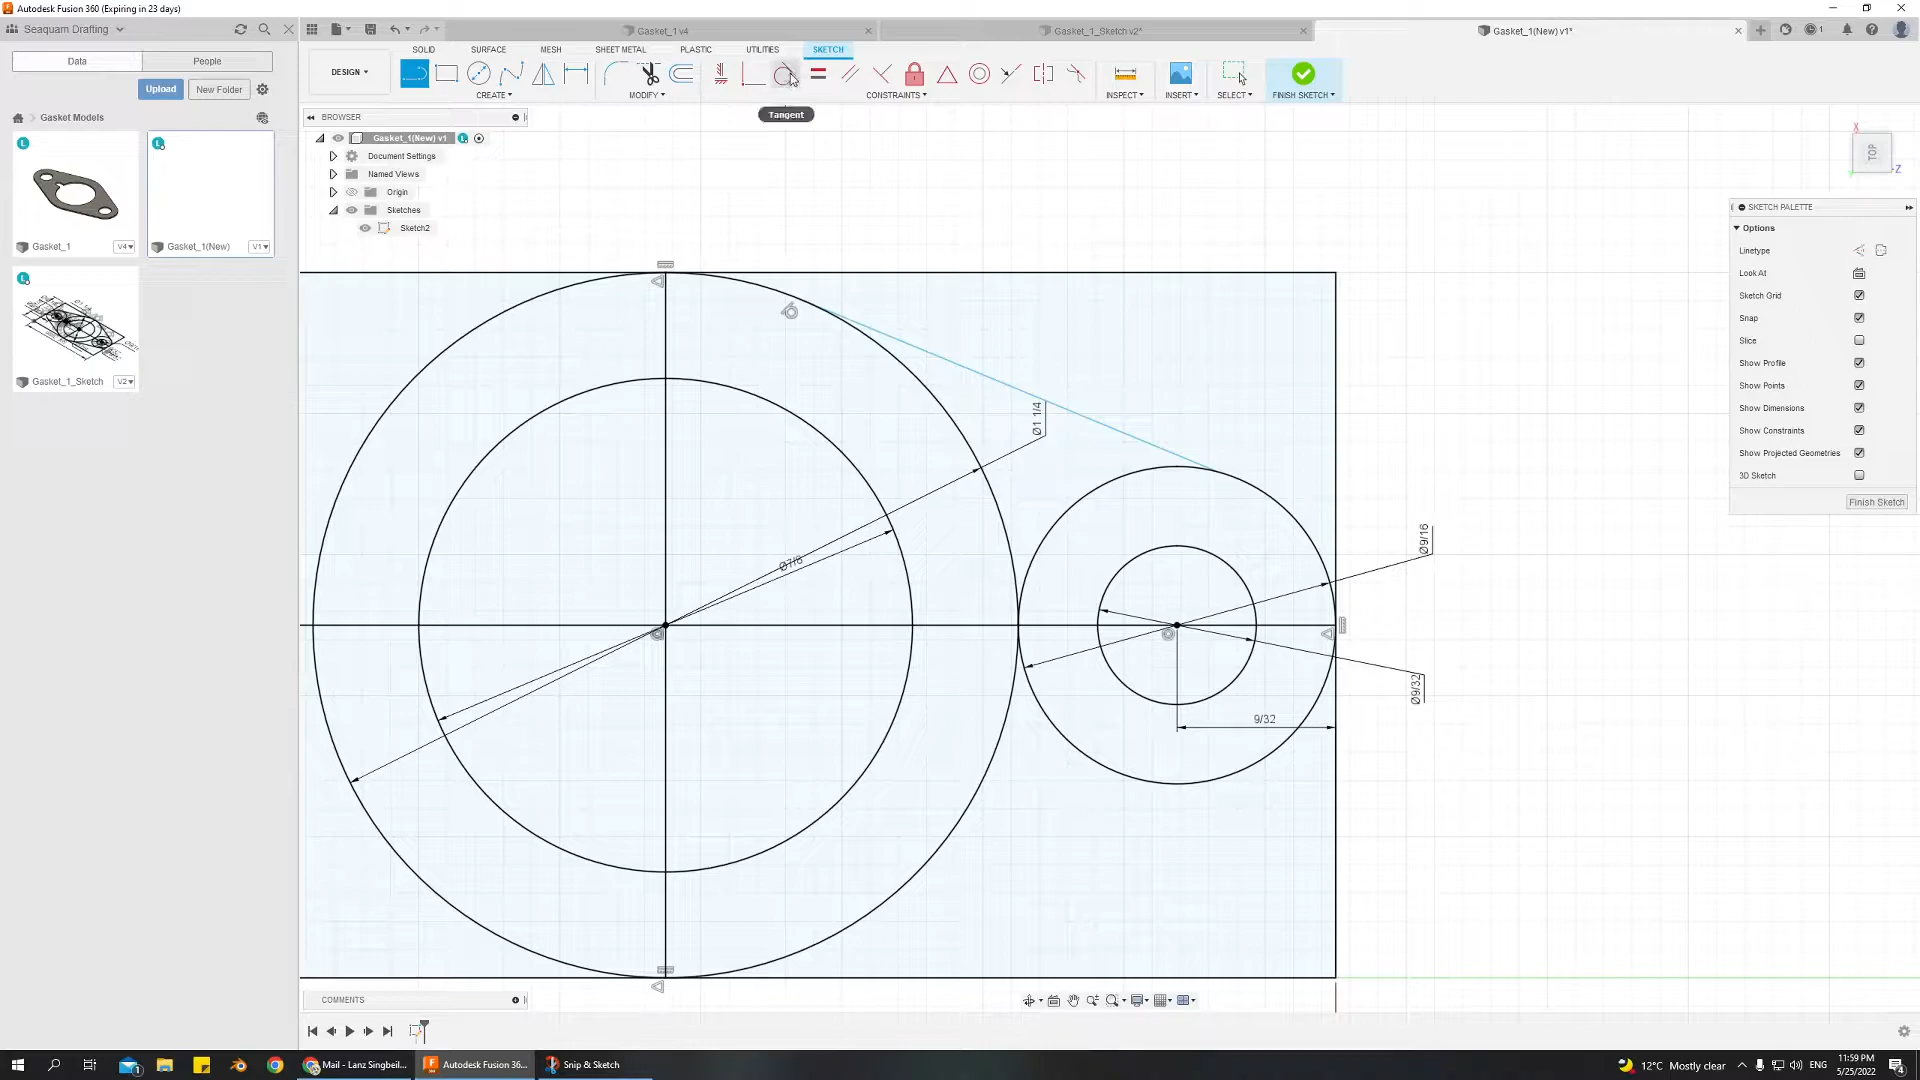 Autodesk Fusion 360 (Expiring in 23 days)
Seaquam Drafting
Gasket_1 v4
Gasket_1_Sketch v2*
Gasket_1(New) v1*
1
Data
People
DESIGN
SOLID
SURFACE
MESH
SHEET METAL
PLASTIC
UTILITIES
SKETCH
Upload
New Folder
CREATE
MODIFY
CONSTRAINTS
INSPECT
INSERT
SELECT
FINISH SKETCH
Gasket Models
Tangent
BROWSER
Gasket_1(New) v1
Document Settings
Named Views
Origin
Sketches
Sketch2
Gasket_1
V4
Gasket_1(New)
V1
Gasket_1_Sketch
V2
X
TOP
Z
SKETCH PALETTE
Options
Linetype
Look At
Sketch Grid
Snap
Slice
Show Profile
Show Points
Show Dimensions
Show Constraints
Show Projected Geometries
3D Sketch
Finish Sketch
Ø1 1/4
Ø7/8
Ø9/16
Ø9/32
9/32
COMMENTS
1
Mail - Lanz Singbeil...
Autodesk Fusion 36...
Snip & Sketch
12°C Mostly clear
ENG
11:59 PM
5/25/2022
4